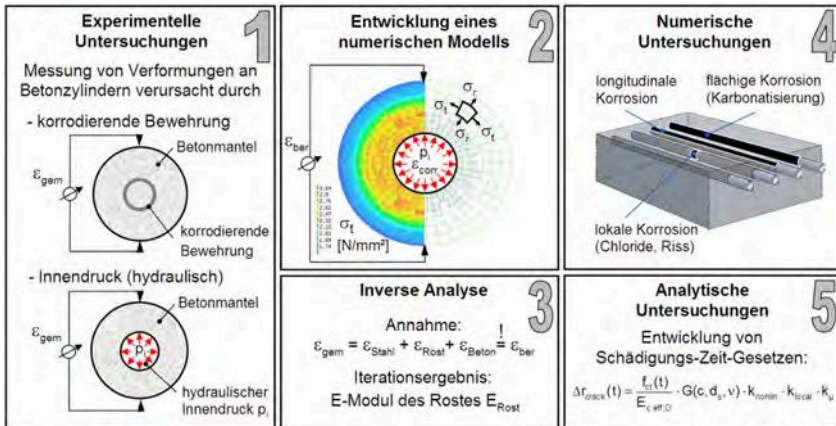 1
Experimentelle
Untersuchungen
Messung von Verformungen an
Betonzylindern verursacht durch
- korrodierende Bewehrung
Betonmantel
ε_gem
korrodierende
Bewehrung
- Innendruck (hydraulisch)
Betonmantel
ε_gem
p_i
hydraulischer
Innendruck p_i
2
Entwicklung eines
numerischen Modells
ε_ber
σ_r
σ_t
σ_r
σ_t
p_i
ε_corr
σ_t
[N/mm²]
3
Inverse Analyse
Annahme:
!
ε_gem = ε_Stahl + ε_Rost + ε_Beton = ε_ber
Iterationsergebnis:
E-Modul des Rostes E_Rost
4
Numerische
Untersuchungen
longitudinale
Korrosion
flächige Korrosion
(Karbonatisierung)
lokale Korrosion
(Chloride, Riss)
5
Analytische
Untersuchungen
Entwicklung von
Schädigungs-Zeit-Gesetzen:
Δr_crack(t) = f_ct(t) / E_c,eff,D · G(c, d_s, ν) · k_nonlin · k_local · k_μ